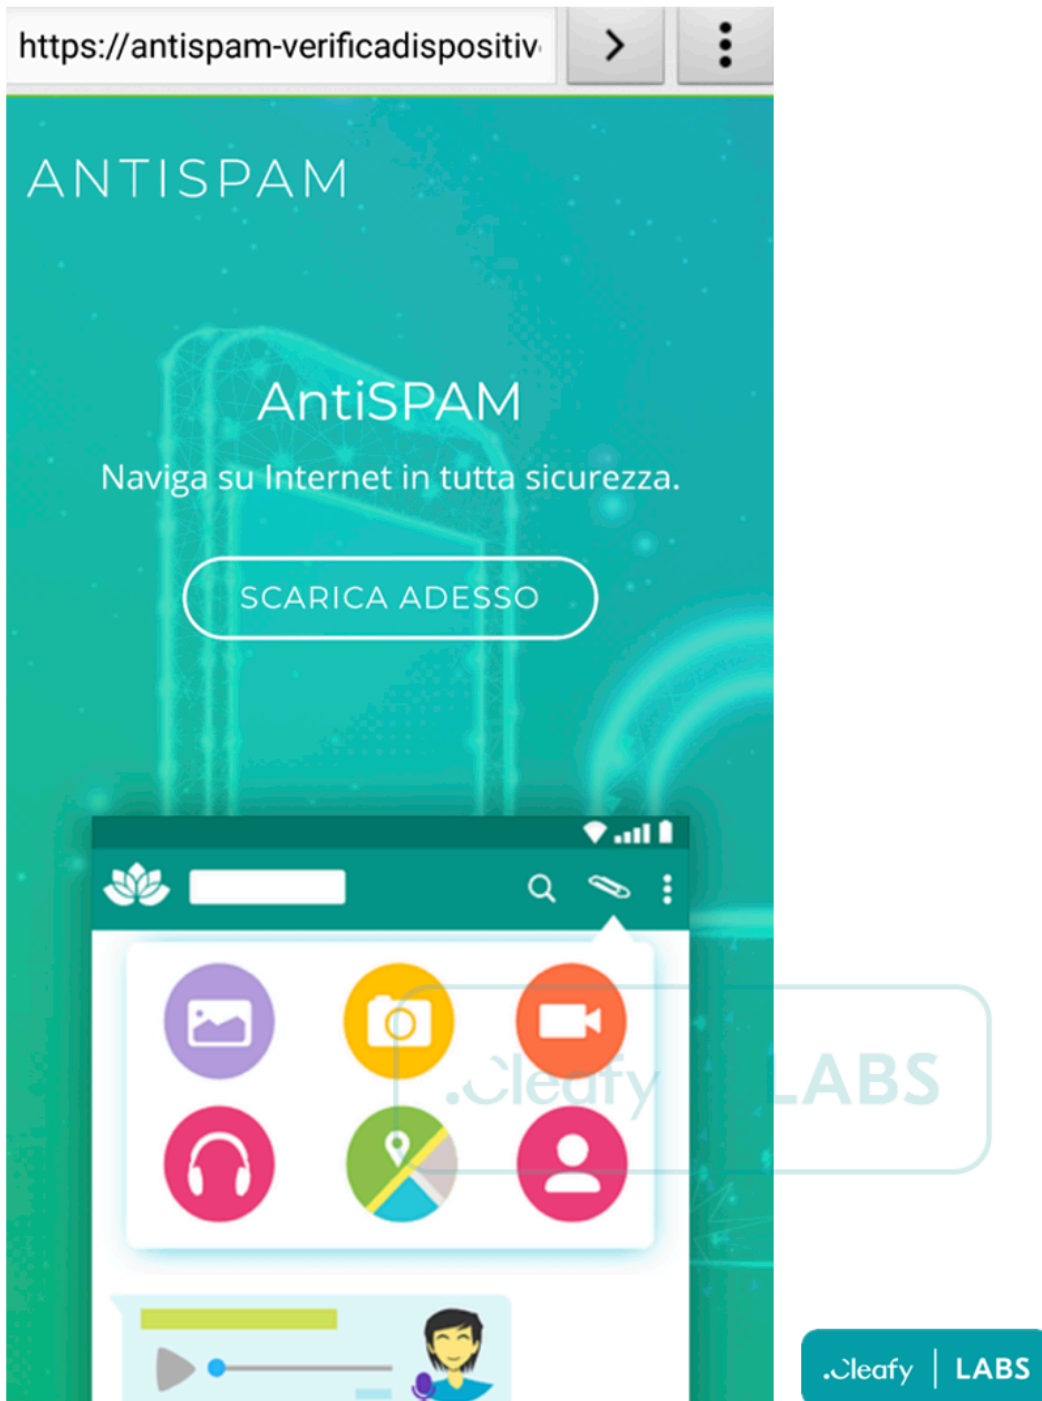 https://antispam-verificadispositiv
ANTISPAM
AntiSPAM
Naviga su Internet in tutta sicurezza.
SCARICA ADESSO
.Cleafy LABS
.Cleafy | LABS